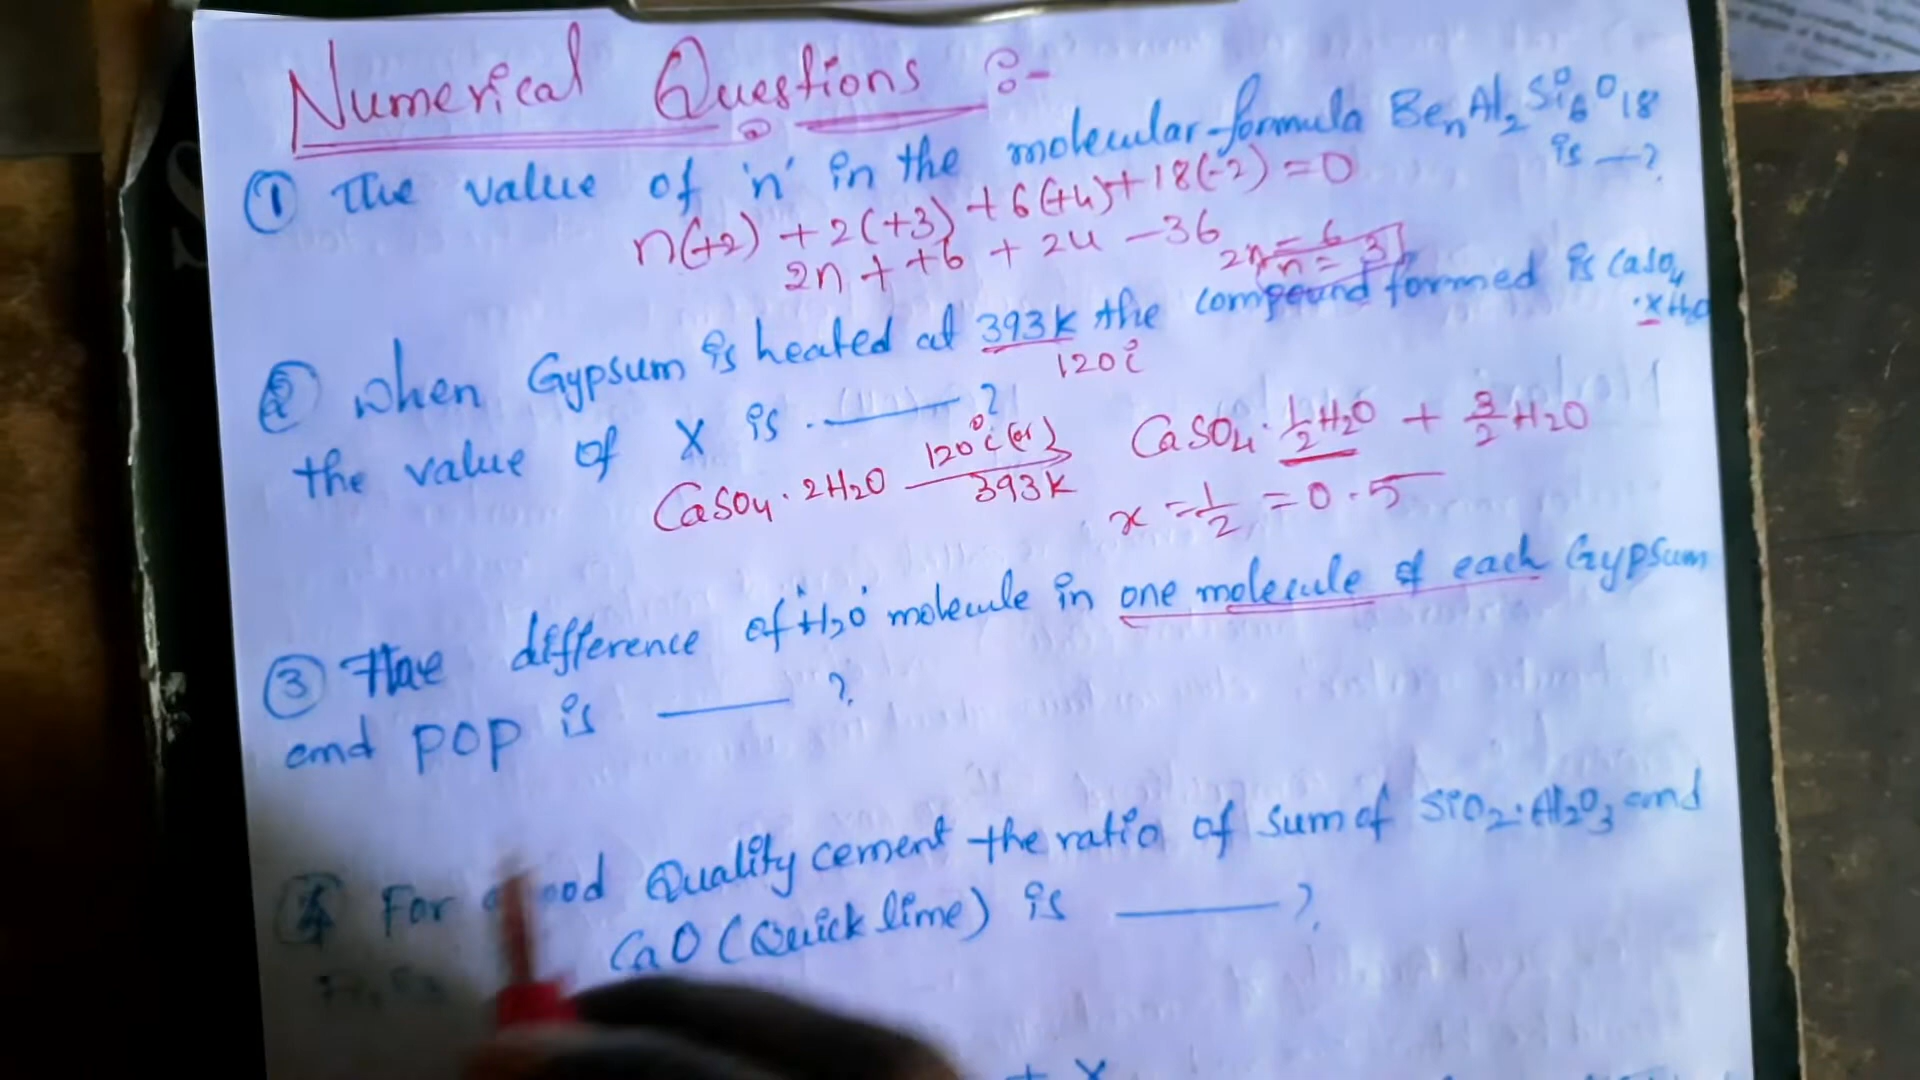 Numerical Questions :-
① The value of 'n' in the molecular formula BenAl2Si6O18
is —?
n(+2) + 2(+3) + 6(+4) + 18(-2) = 0
2n + +6 + 24 - 36
2n = 6
n = 3
② when Gypsum is heated at 393K the compound formed is CaSO4
.xH2O
120°C
the value of X is . ——— ?
CaSO4 . 2H2O 120°C (or) 393K CaSO4 . 1/2 H2O + 3/2 H2O
x = 1/2 = 0.5
③ The difference of 'H2O' molecule in one molecule of each Gypsum
and POP is ——— ?
④ For good Quality cement the ratio of sum of SiO2 . Al2O3 and
CaO (Quick lime) is ——— ?